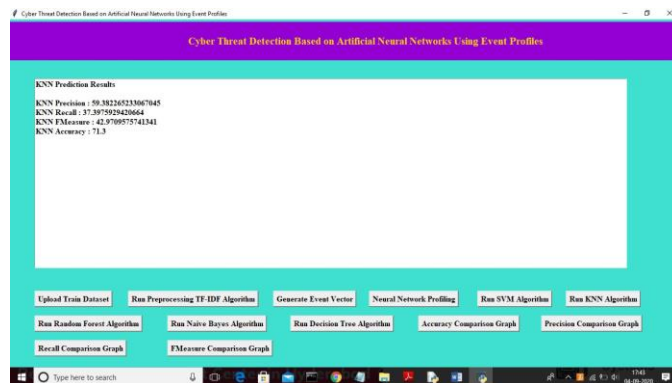 Cyber Threat Detection Based on Artificial Neural Networks Using Event Profiles
Cyber Threat Detection Based on Artificial Neural Networks Using Event Profiles
KNN Prediction Results
KNN Precision : 59.382265233067045
KNN Recall : 37.3975929420664
KNN FMeasure : 42.9709575741341
KNN Accuracy : 71.3
Upload Train Dataset
Run Preprocessing TF-IDF Algorithm
Generate Event Vector
Neural Network Profiling
Run SVM Algorithm
Run KNN Algorithm
Run Random Forest Algorithm
Run Naive Bayes Algorithm
Run Decision Tree Algorithm
Accuracy Comparison Graph
Precision Comparison Graph
Recall Comparison Graph
FMeasure Comparison Graph
Type here to search
17:43
04-09-2020